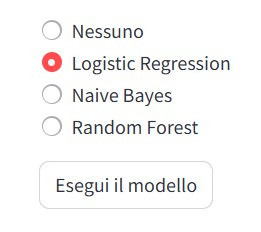 Nessuno
Logistic Regression
Naive Bayes
Random Forest
Esegui il modello